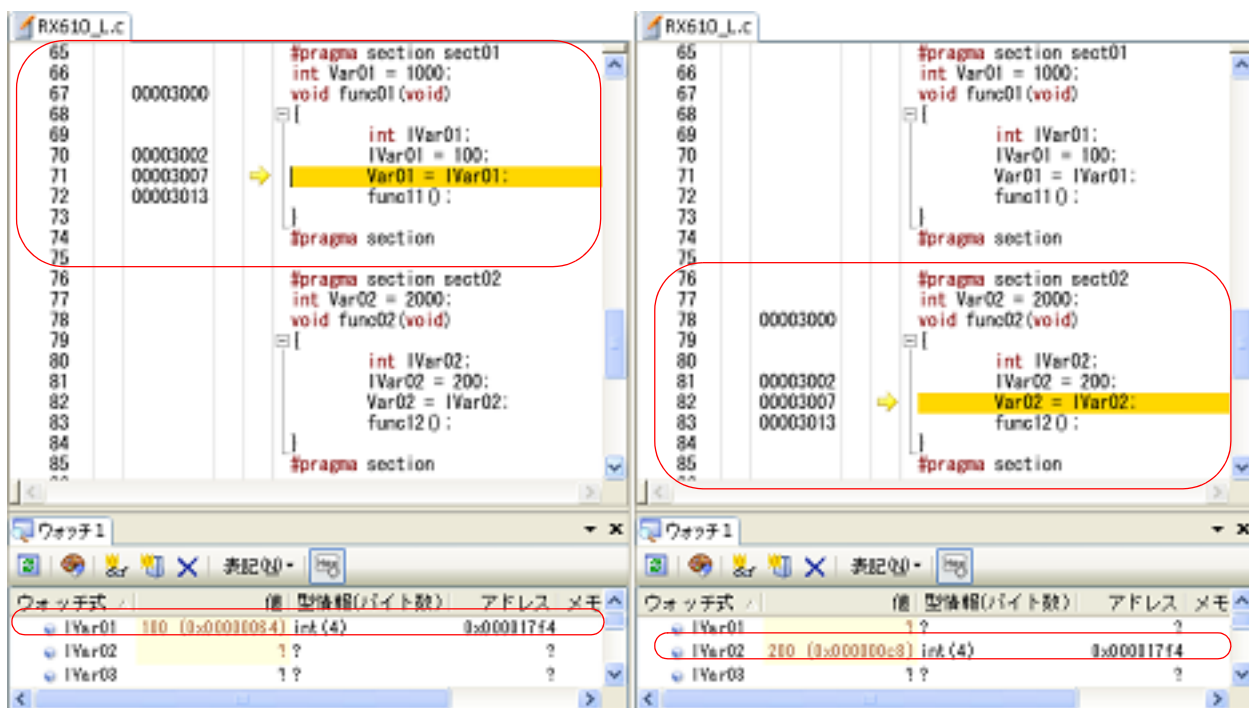 RX610_L.c
65 #pragma section sect01
66 int Var01 = 1000;
67 00003000 void func01(void)
68 {
69 int lVar01;
70 00003002 lVar01 = 100;
71 00003007 Var01 = lVar01;
72 00003013 func11();
73 }
74 #pragma section
75
76 #pragma section sect02
77 int Var02 = 2000;
78 void func02(void)
79 {
80 int lVar02;
81 lVar02 = 200;
82 Var02 = lVar02;
83 func12();
84 }
85 #pragma section
ウォッチ1
表記(N)
ウォッチ式 値 型情報(バイト数) アドレス メモ
lVar01 100 (0x00000064) int(4) 0x000017f4
lVar02 ? ? ?
lVar03 ? ? ?
RX610_L.c
65 #pragma section sect01
66 int Var01 = 1000;
67 void func01(void)
68 {
69 int lVar01;
70 lVar01 = 100;
71 Var01 = lVar01;
72 func11();
73 }
74 #pragma section
75
76 #pragma section sect02
77 int Var02 = 2000;
78 00003000 void func02(void)
79 {
80 int lVar02;
81 00003002 lVar02 = 200;
82 00003007 Var02 = lVar02;
83 00003013 func12();
84 }
85 #pragma section
ウォッチ1
表記(N)
ウォッチ式 値 型情報(バイト数) アドレス メモ
lVar01 ? ? ?
lVar02 200 (0x000000c8) int(4) 0x000017f4
lVar03 ? ? ?